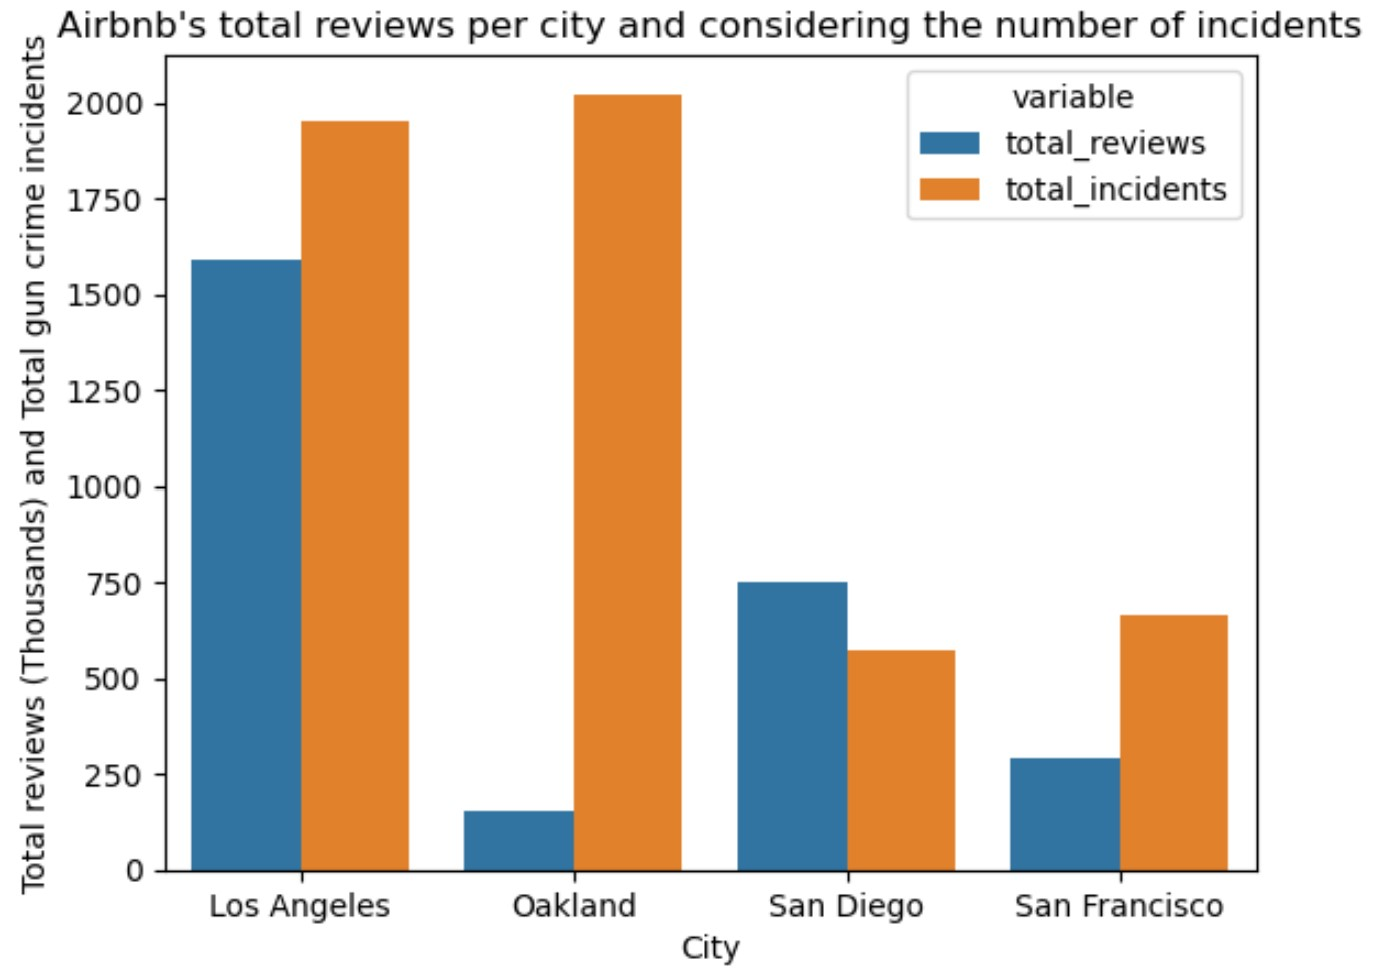 Airbnb's total reviews per city and considering the number of incidents
Total reviews (Thousands) and Total gun crime incidents
2000
1750
1500
1250
1000
750
500
250
0
variable
total_reviews
total_incidents
Los Angeles
Oakland
San Diego
San Francisco
City